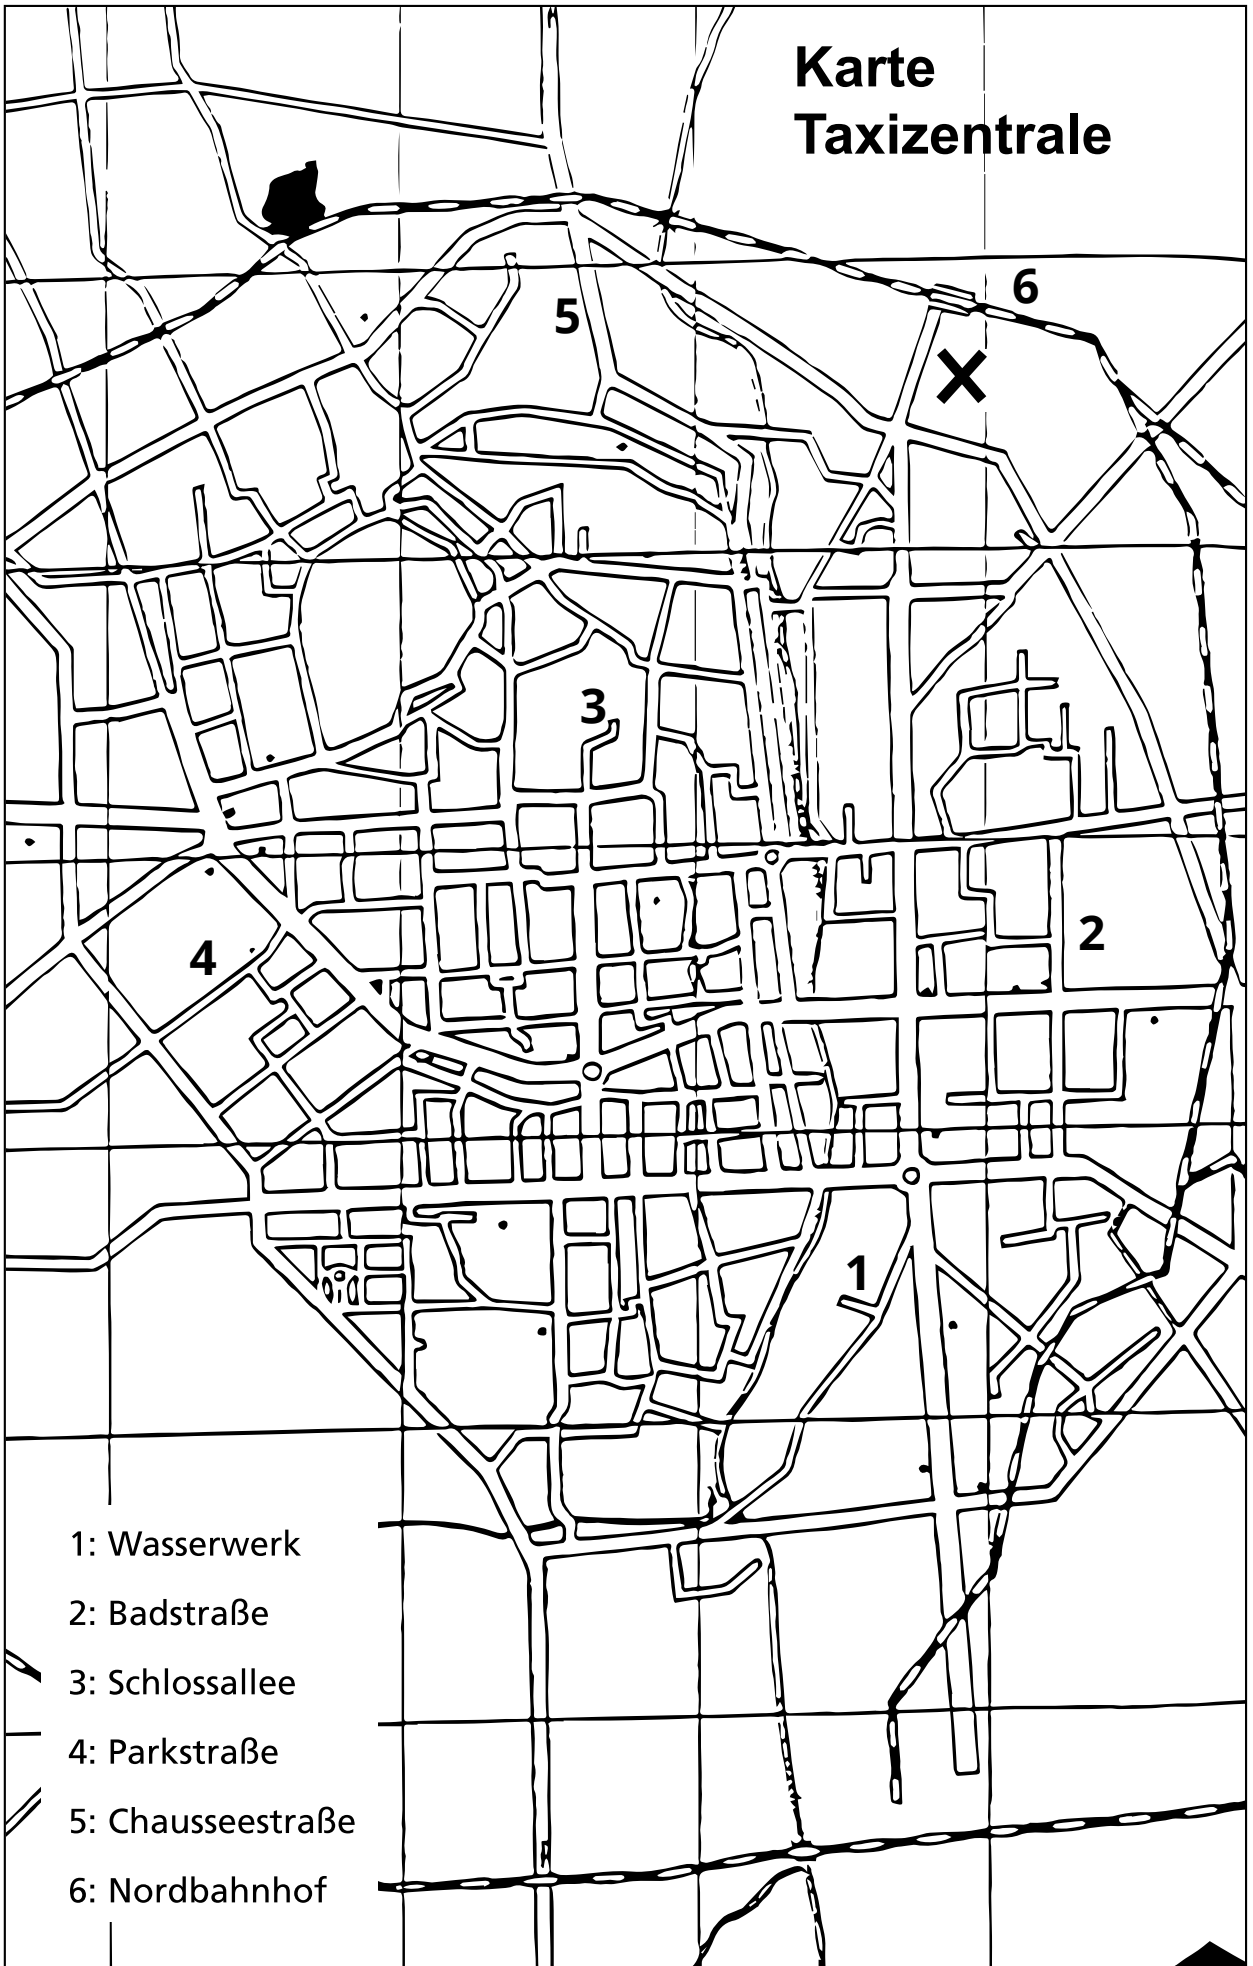 Karte
Taxizentrale
6
5
3
2
4
1
1: Wasserwerk
2: Badstraße
3: Schlossallee
4: Parkstraße
5: Chausseestraße
6: Nordbahnhof